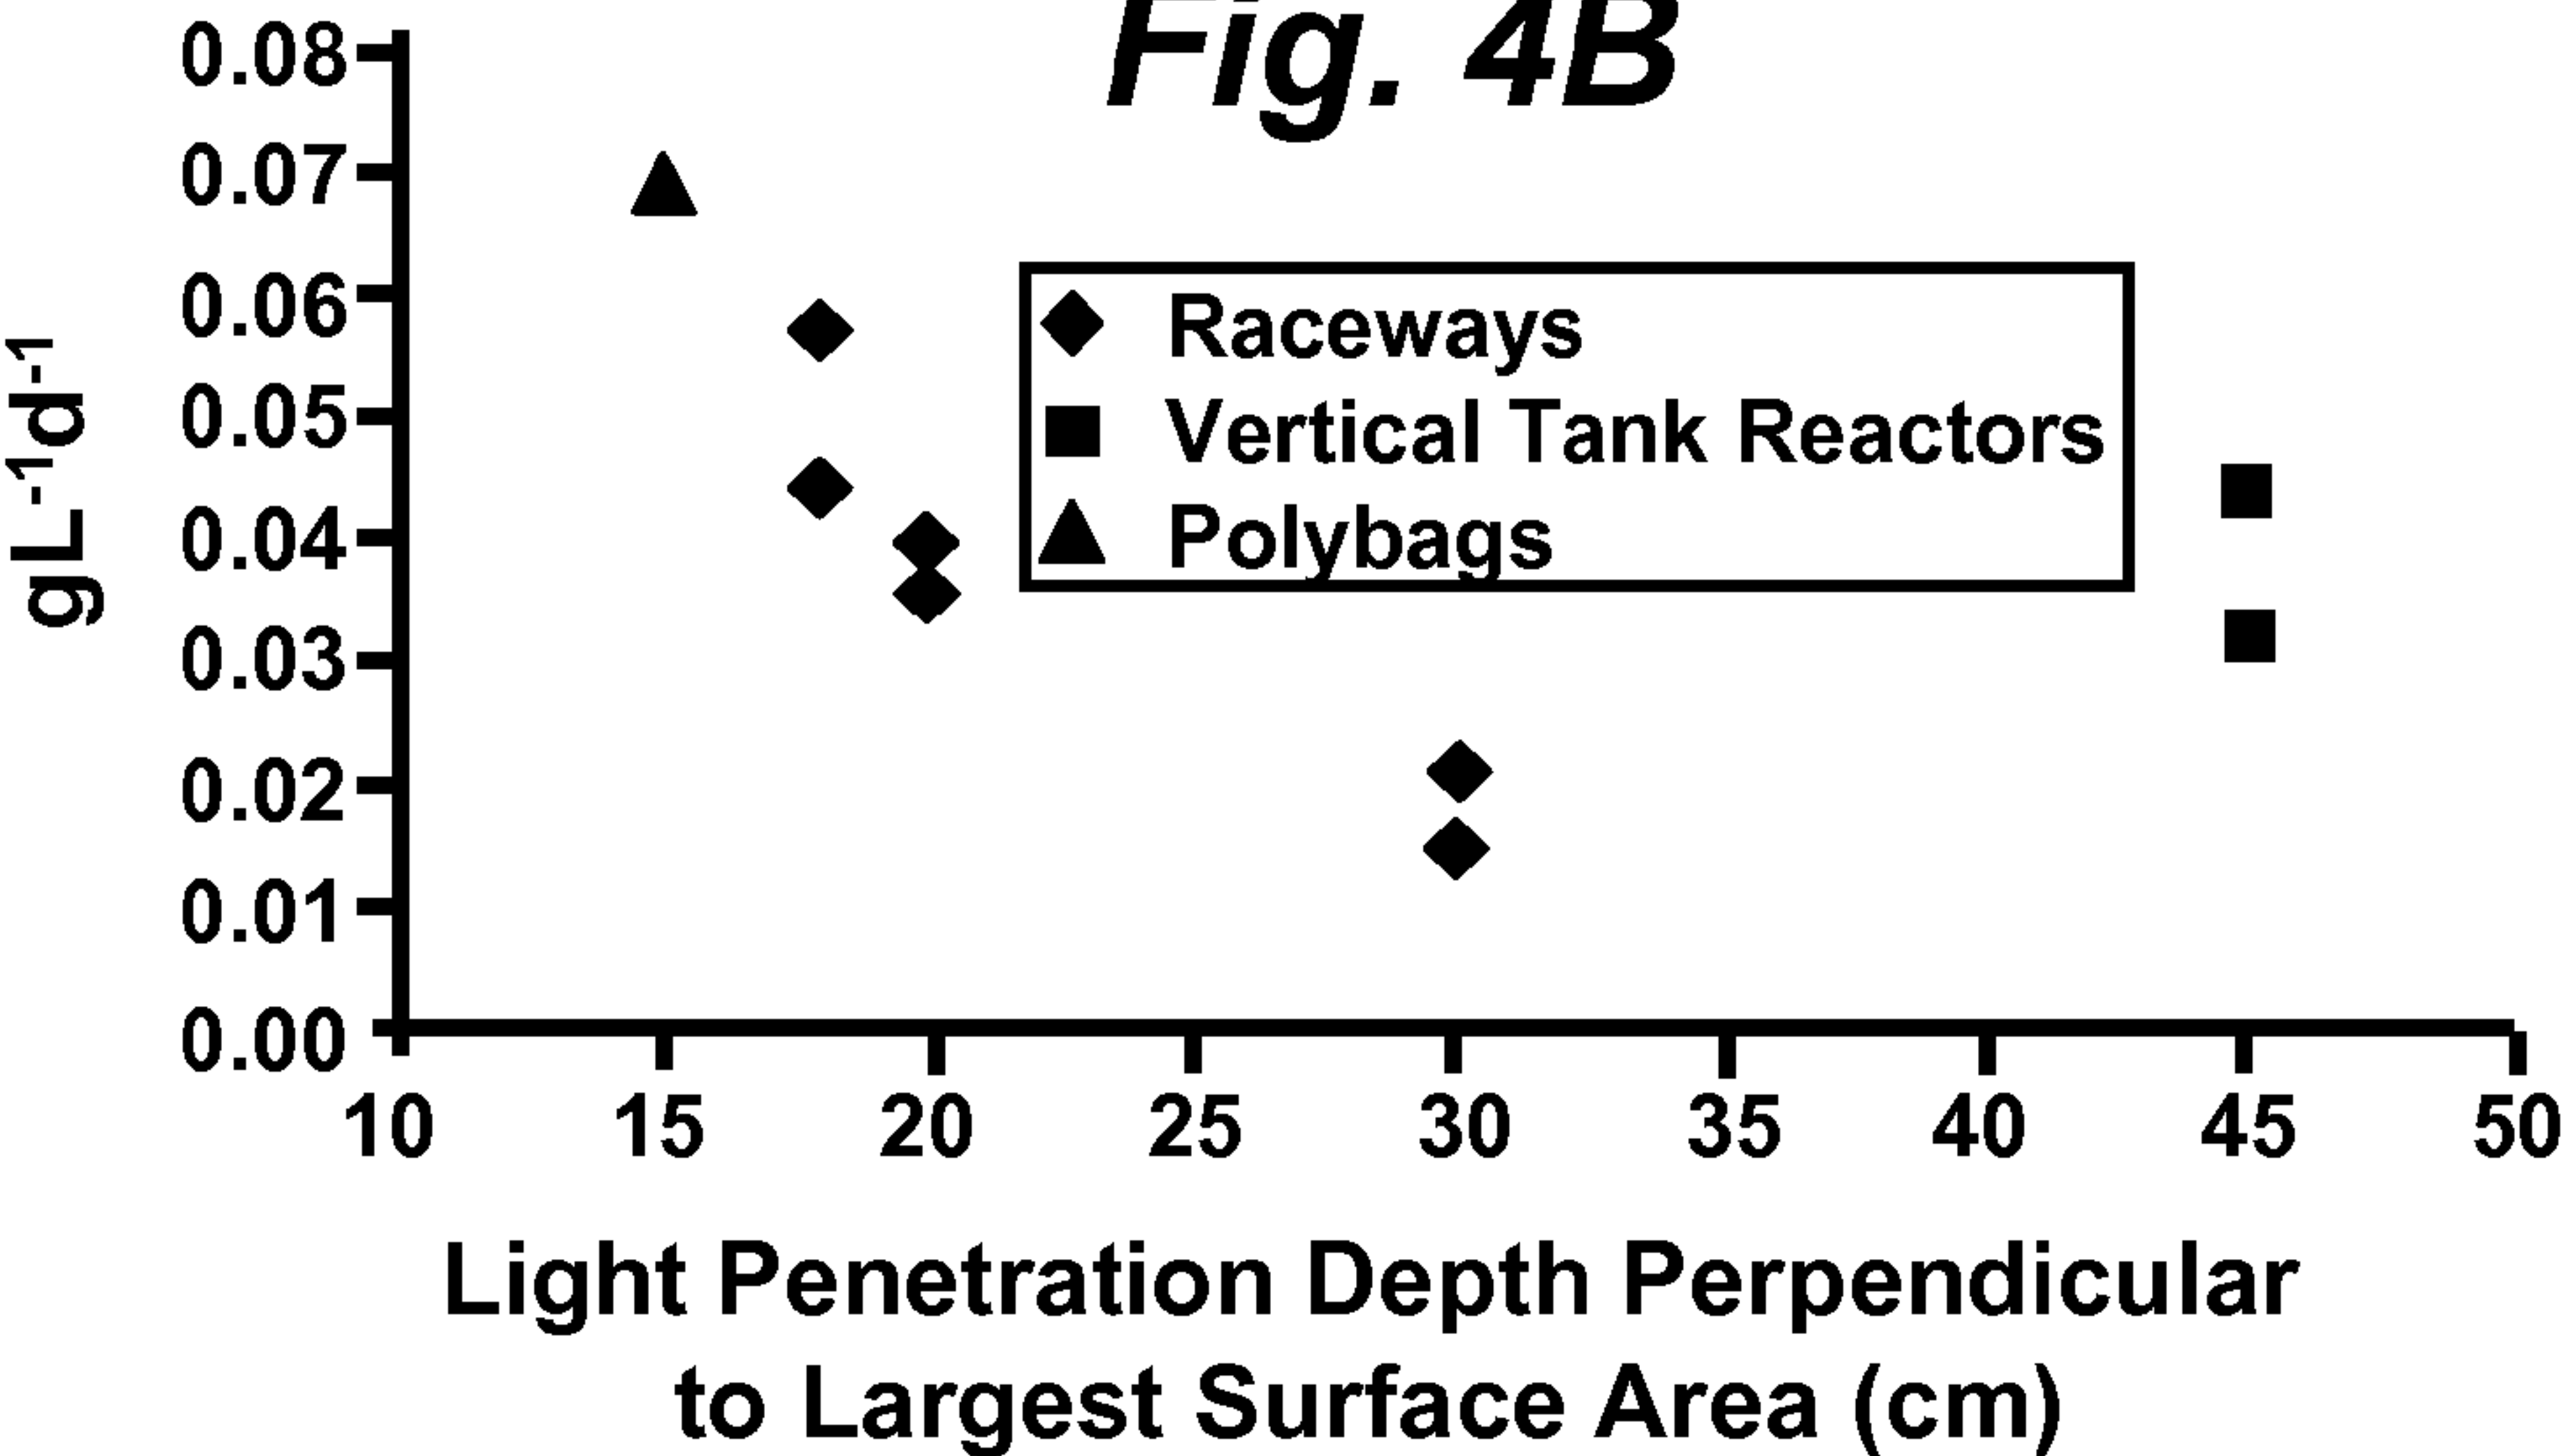 Fig. 4B
0.08
0.07
0.06
0.05
0.04
0.03
0.02
0.01
0.00
gL⁻¹d⁻¹
Raceways
Vertical Tank Reactors
Polybags
10 15 20 25 30 35 40 45 50
Light Penetration Depth Perpendicular
to Largest Surface Area (cm)